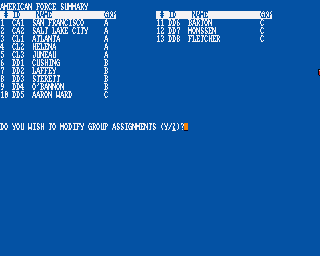 AMERICAN FORCE SUMMARY
# ID NAME GRP # ID NAME GRP
1 CA1 SAN FRANCISCO A 11 DD6 BARTON C
2 CA2 SALT LAKE CITY A 12 DD7 MONSSEN C
3 CL1 ATLANTA A 13 DD8 FLETCHER C
4 CL2 HELENA A
5 CL3 JUNEAU A
6 DD1 CUSHING B
7 DD2 LAFFEY B
8 DD3 STERETT B
9 DD4 O'BANNON B
10 DD5 AARON WARD C
DO YOU WISH TO MODIFY GROUP ASSIGNMENTS (Y/N)?